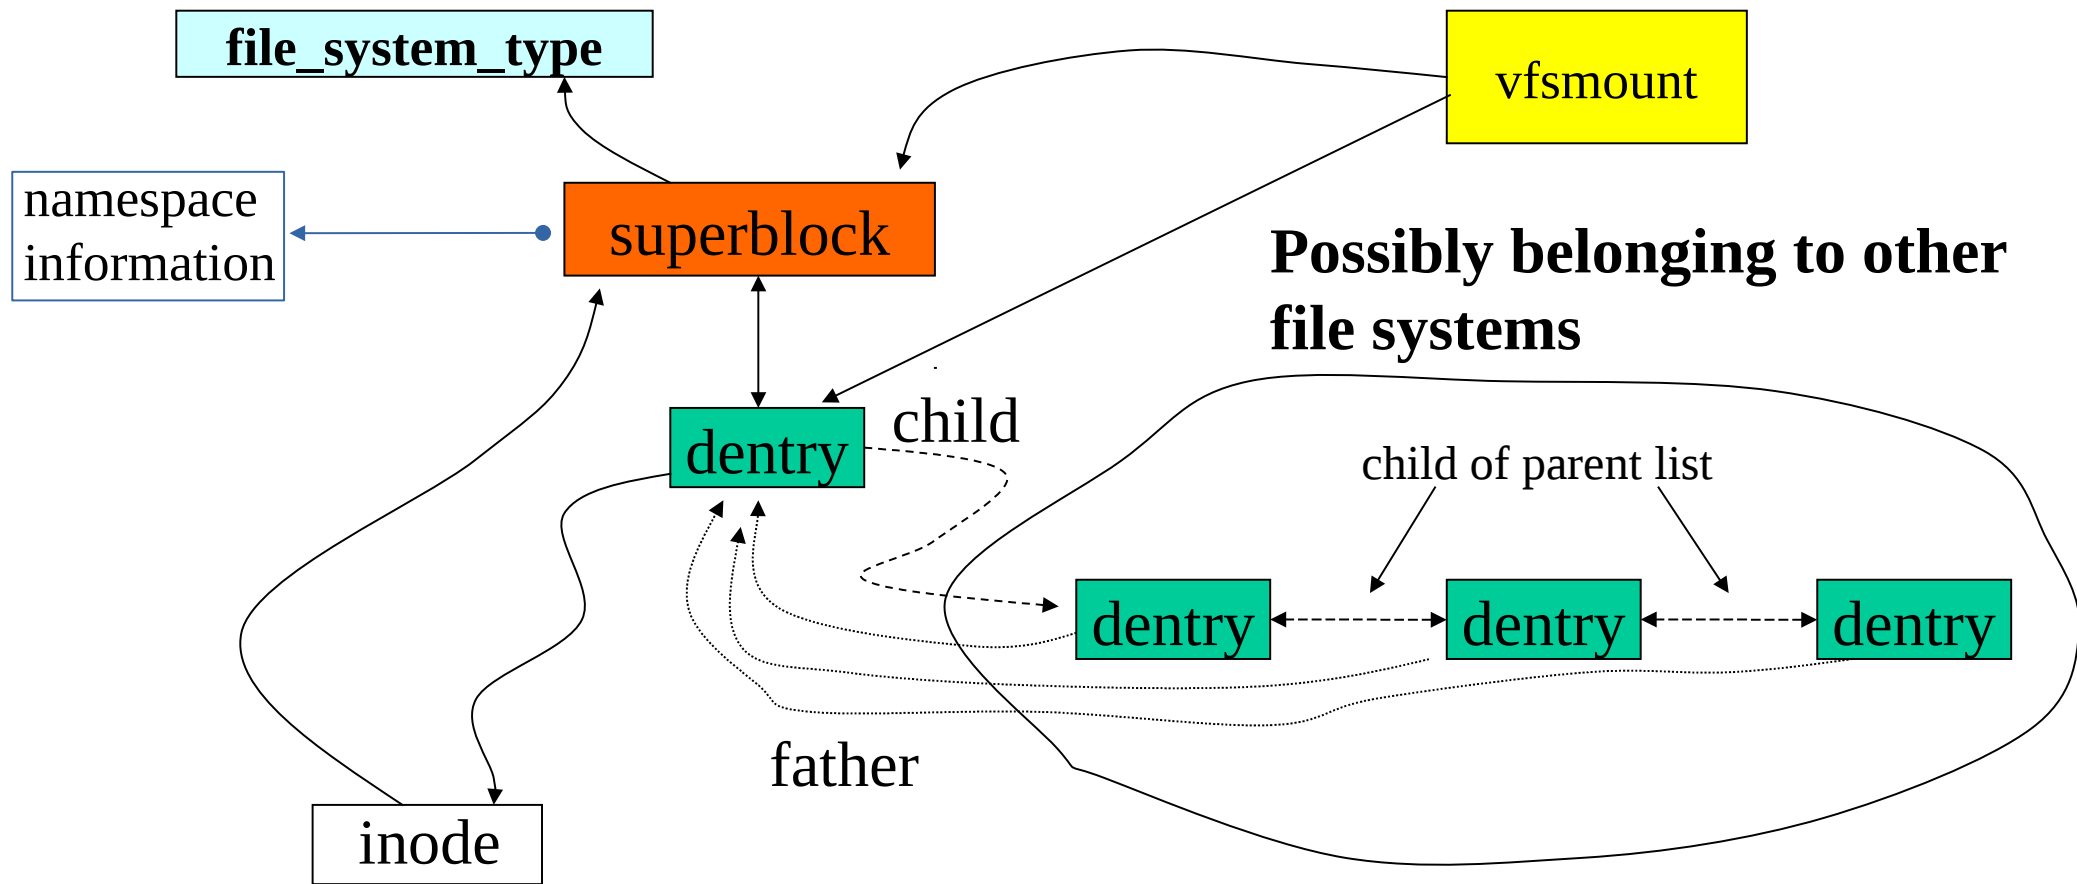 file_system_type
vfsmount
namespace
information
superblock
Possibly belonging to other
file systems
child
dentry
child of parent list
dentry
dentry
dentry
father
inode